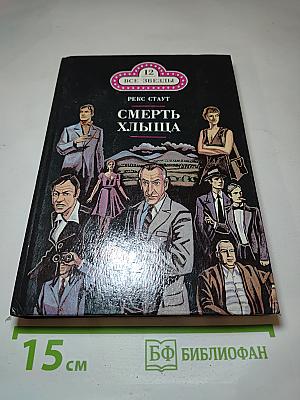 12
ВСЕ ЗВЕЗДЫ
РЕКС СТАУТ
СМЕРТЬ
ХЛЫЩА
15 см
БФ БИБЛИОФАН